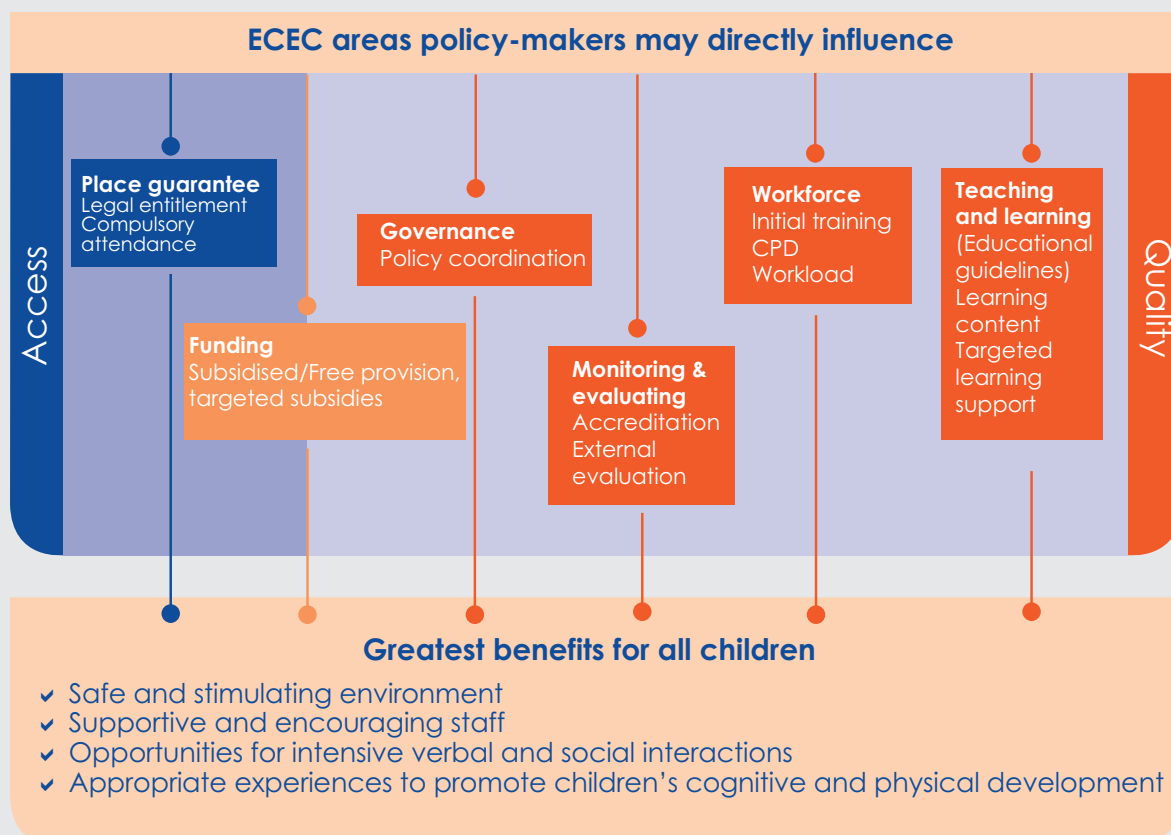 ECEC areas policy-makers may directly influence
Access
Place guarantee
Legal entitlement
Compulsory
attendance
Funding
Subsidised/Free provision,
targeted subsidies
Governance
Policy coordination
Monitoring &
evaluating
Accreditation
External
evaluation
Workforce
Initial training
CPD
Workload
Teaching
and learning
(Educational
guidelines)
Learning
content
Targeted
learning
support
Quality
Greatest benefits for all children
Safe and stimulating environment
Supportive and encouraging staff
Opportunities for intensive verbal and social interactions
Appropriate experiences to promote children’s cognitive and physical development